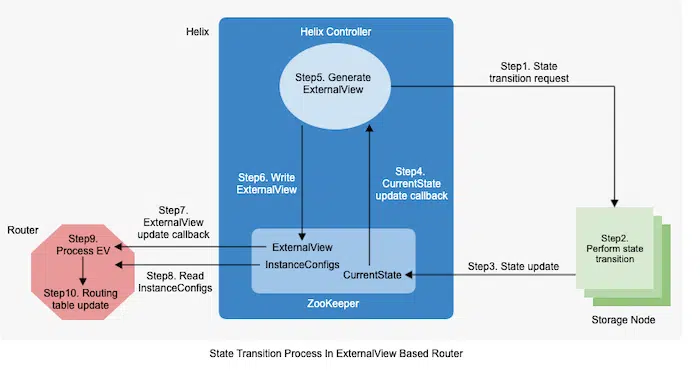 Helix
Helix Controller
Step5. Generate
ExternalView
Step1. State
transition request
Step6. Write
ExternalView
Step4.
CurrentState
update callback
Step7.
ExternalView
update callback
Router
Step9.
Process EV
Step10. Routing
table update
Step8. Read
InstanceConfigs
ExternalView
InstanceConfigs
CurrentState
ZooKeeper
Step3. State update
Step2.
Perform state
transition
Storage Node
State Transition Process In ExternalView Based Router